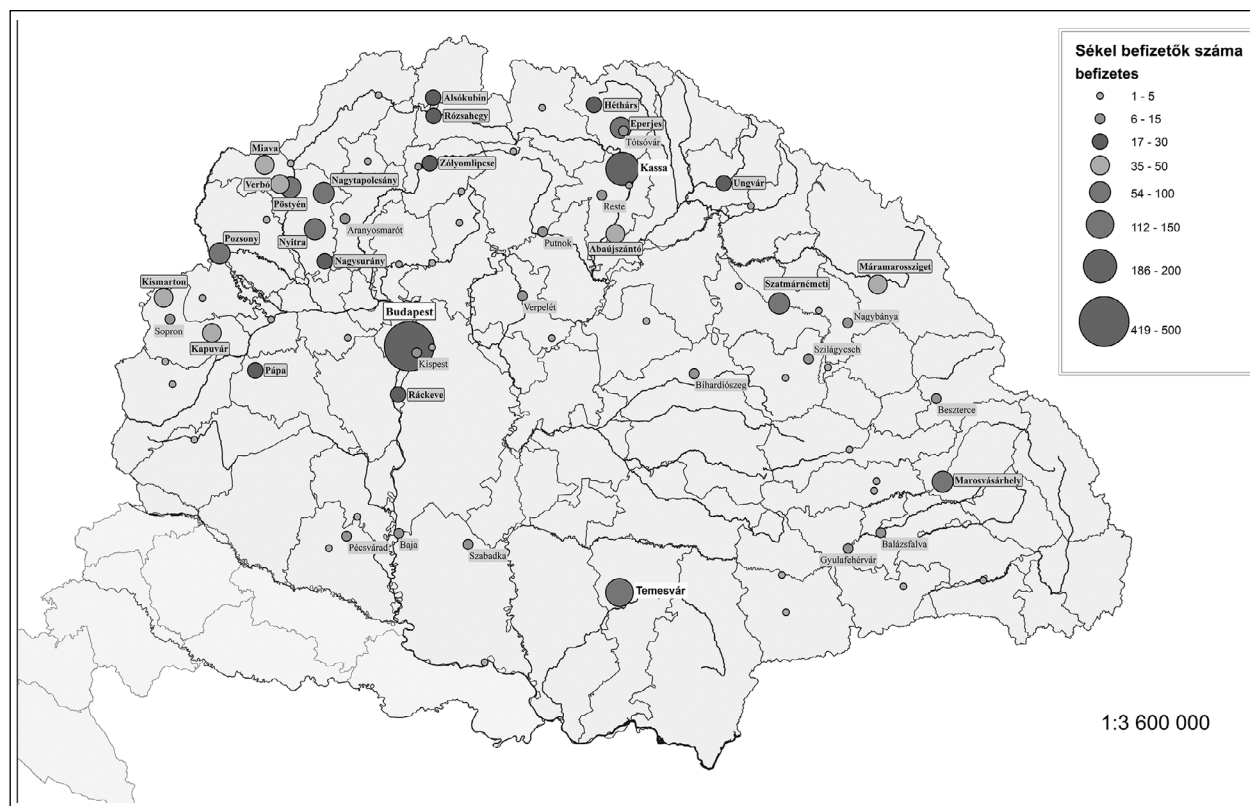 Sékel befizetők száma
befizetes
1 - 5
6 - 15
17 - 30
35 - 50
54 - 100
112 - 150
186 - 200
419 - 500
Alsókubin
Rózsahegy
Héthárs
Eperjes
Tótsóvár
Miava
Zólyomlipcse
Kassa
Verbó
Nagytapolcsány
Ungvár
Pöstyén
Reste
Aranyosmarót
Nyitra
Putnok
Abaújszántó
Pozsony
Nagysurány
Máramarossziget
Kismarton
Szatmárnémeti
Verpelét
Budapest
Nagybánya
Sopron
Kapuvár
Szilágycseh
Kispest
Pápa
Bihardiószeg
Ráckeve
Beszterce
Marosvásárhely
Pécsvárad
Baja
Szabadka
Balázsfalva
Gyulafehérvár
Temesvár
1:3 600 000